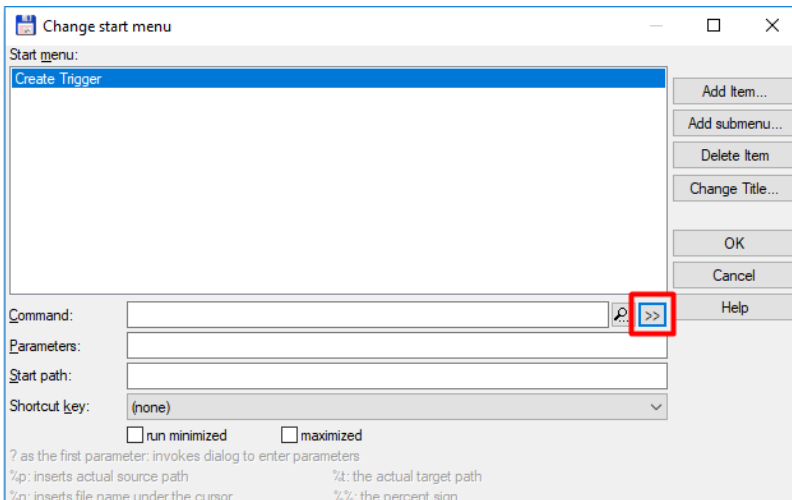 Change start menu
Start menu:
Create Trigger
Add Item...
Add submenu...
Delete Item
Change Title...
OK
Cancel
Help
Command:
>>
Parameters:
Start path:
Shortcut key:
(none)
run minimized
maximized
? as the first parameter: invokes dialog to enter parameters
%p: inserts actual source path
%t: the actual target path
%n: inserts file name under the cursor
%%: the percent sign